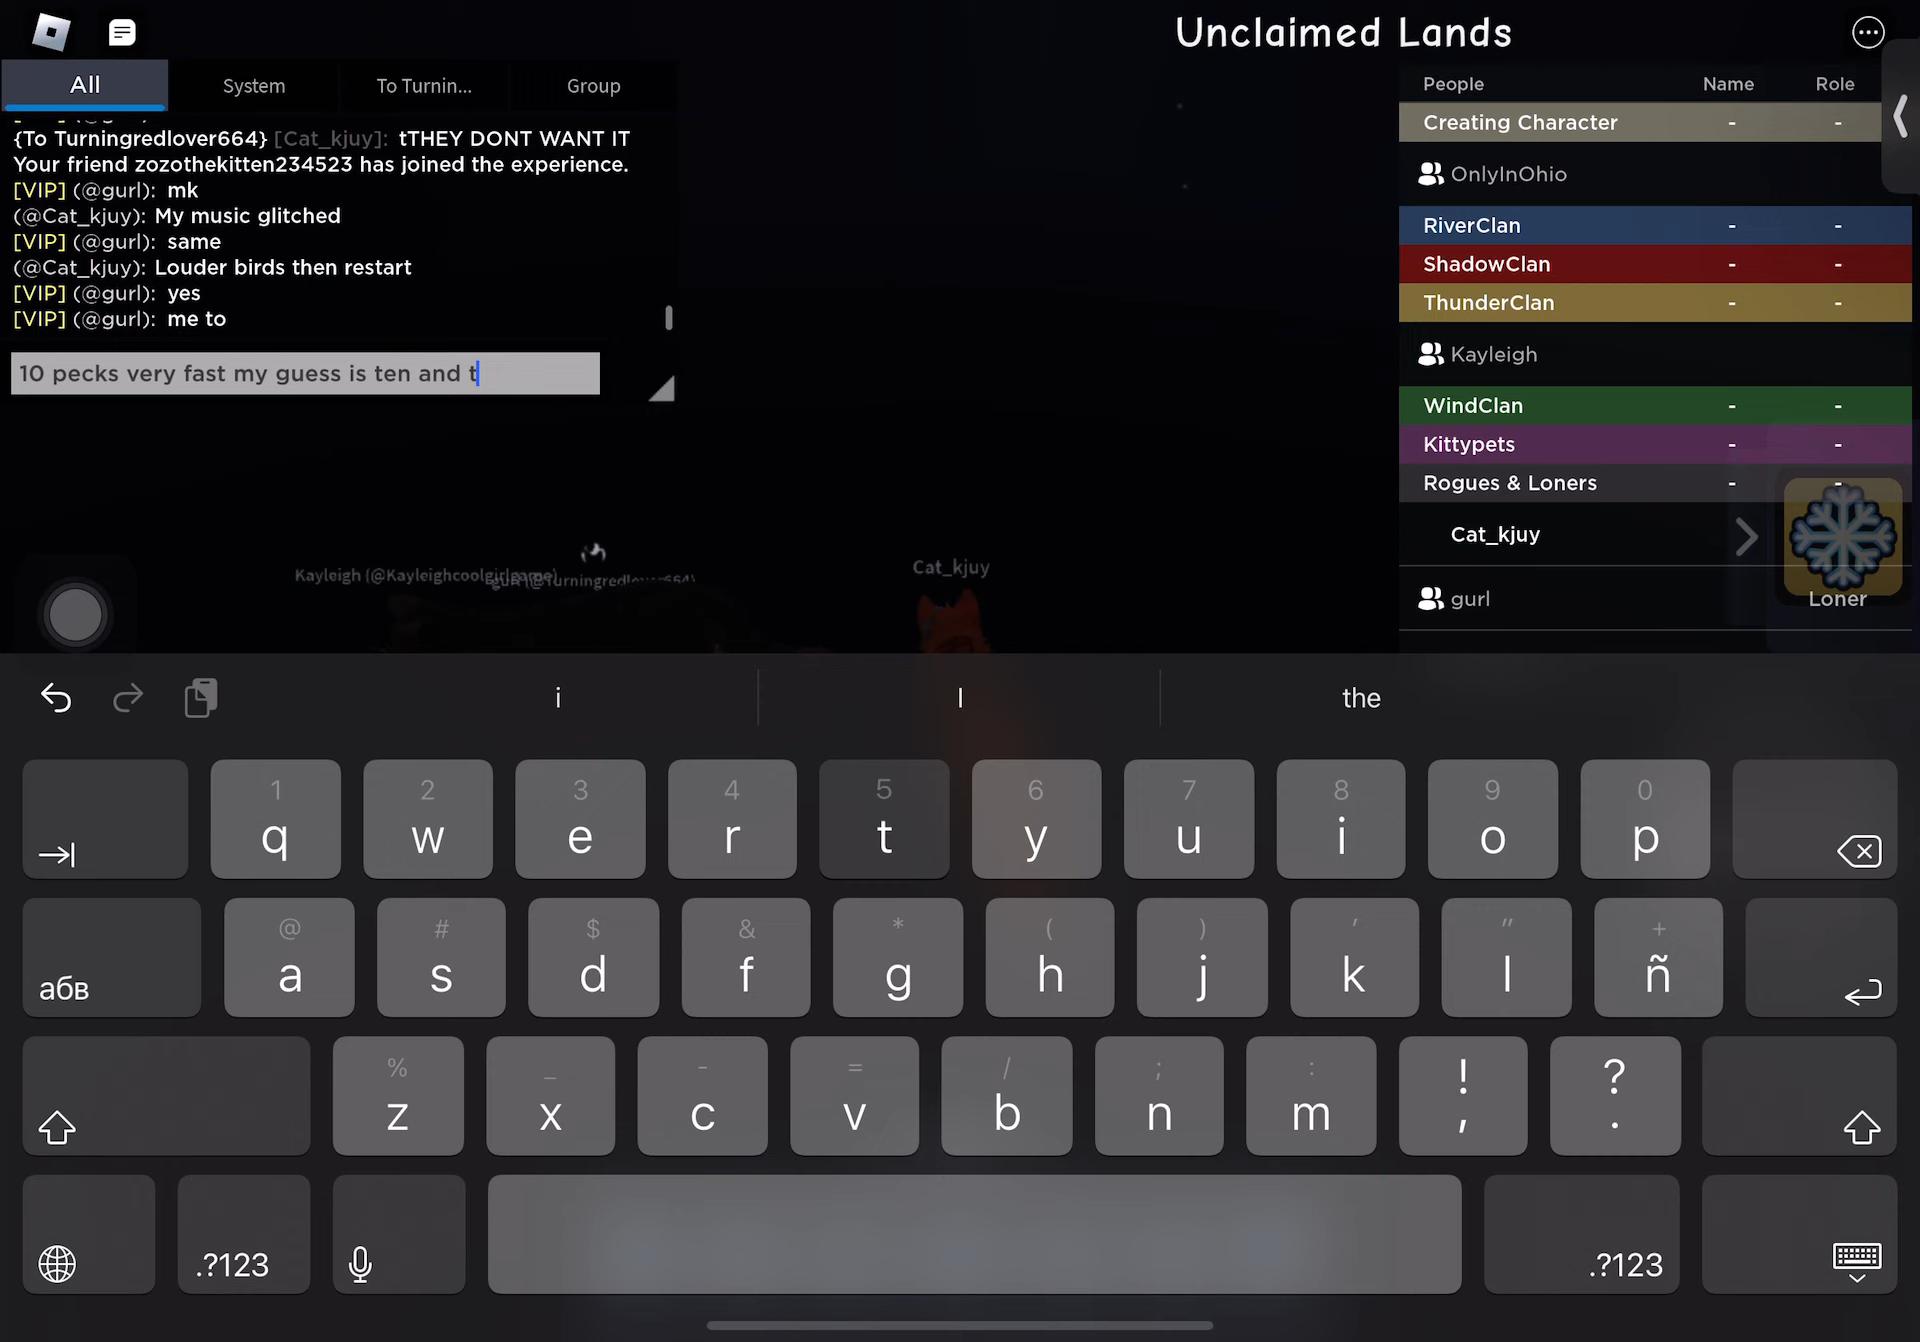 Unclaimed Lands
All System To Turnin... Group
{To Turningredlover664} [Cat_kjuy]: tTHEY DONT WANT IT
Your friend zozothekitten234523 has joined the experience.
[VIP] (@gurl): mk
(@Cat_kjuy): My music glitched
[VIP] (@gurl): same
(@Cat_kjuy): Louder birds then restart
[VIP] (@gurl): yes
[VIP] (@gurl): me to
10 pecks very fast my guess is ten and t
People Name Role
Creating Character - -
OnlyInOhio
RiverClan - -
ShadowClan - -
ThunderClan - -
Kayleigh
WindClan - -
Kittypets - -
Rogues & Loners - -
Cat_kjuy
Loner
gurl
Kayleigh (@Kayleighcoolgirlgame)
Cat_kjuy
i I the
1 2 3 4 5 6 7 8 9 0
q w e r t y u i o p
@ # $ & * ( ) ' " +
абв a s d f g h j k l ñ
% _ - = / ; : ! ?
z x c v b n m , .
.?123 .?123